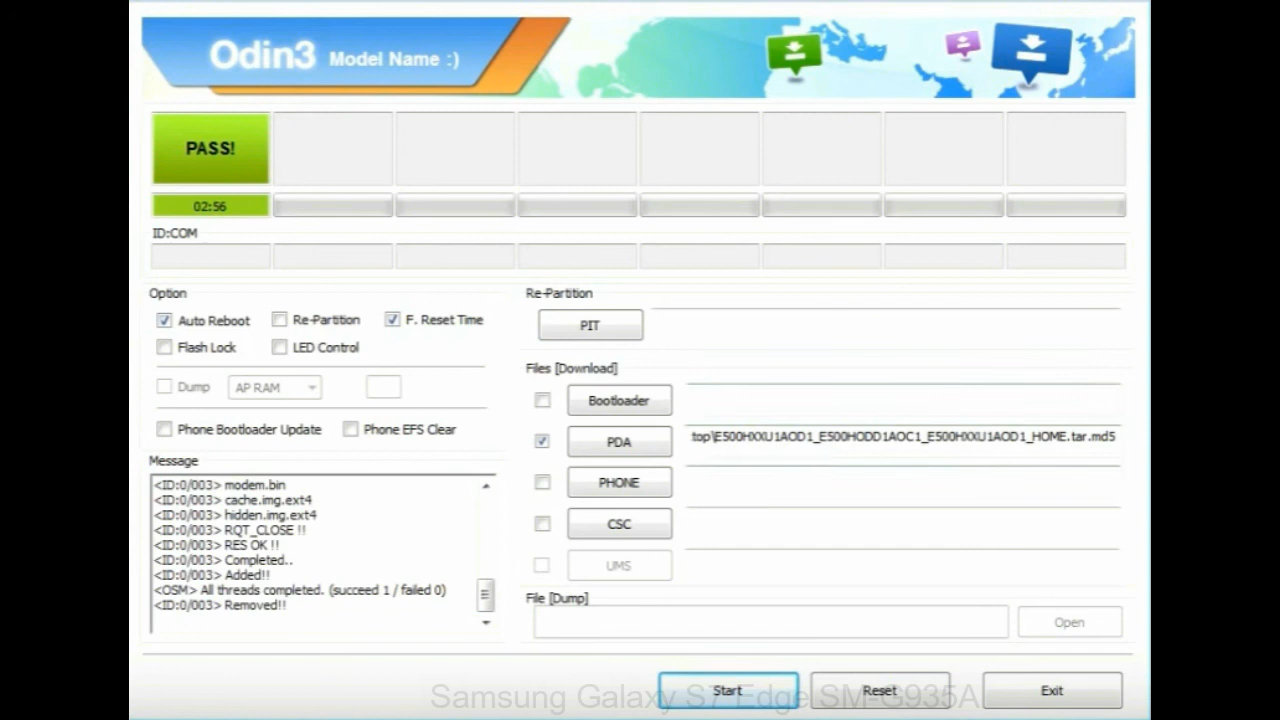 Odin3 Model Name :)
PASS!
02:56
ID:COM
Option
Auto Reboot Re-Partition F. Reset Time
Flash Lock LED Control
Dump AP RAM
Phone Bootloader Update Phone EFS Clear
Message
<ID:0/003> modem.bin
<ID:0/003> cache.img.ext4
<ID:0/003> hidden.img.ext4
<ID:0/003> RQT_CLOSE !!
<ID:0/003> RES OK !!
<ID:0/003> Completed..
<ID:0/003> Added!!
<OSM> All threads completed. (succeed 1 / failed 0)
<ID:0/003> Removed!!
Re-Partition
PIT
Files [Download]
Bootloader
PDA top\E500HXXU1AOD1_E500HODD1AOC1_E500HXXU1AOD1_HOME.tar.md5
PHONE
CSC
UMS
File [Dump]
Open
Start Reset Exit
Samsung Galaxy S7 Edge SM-G935A